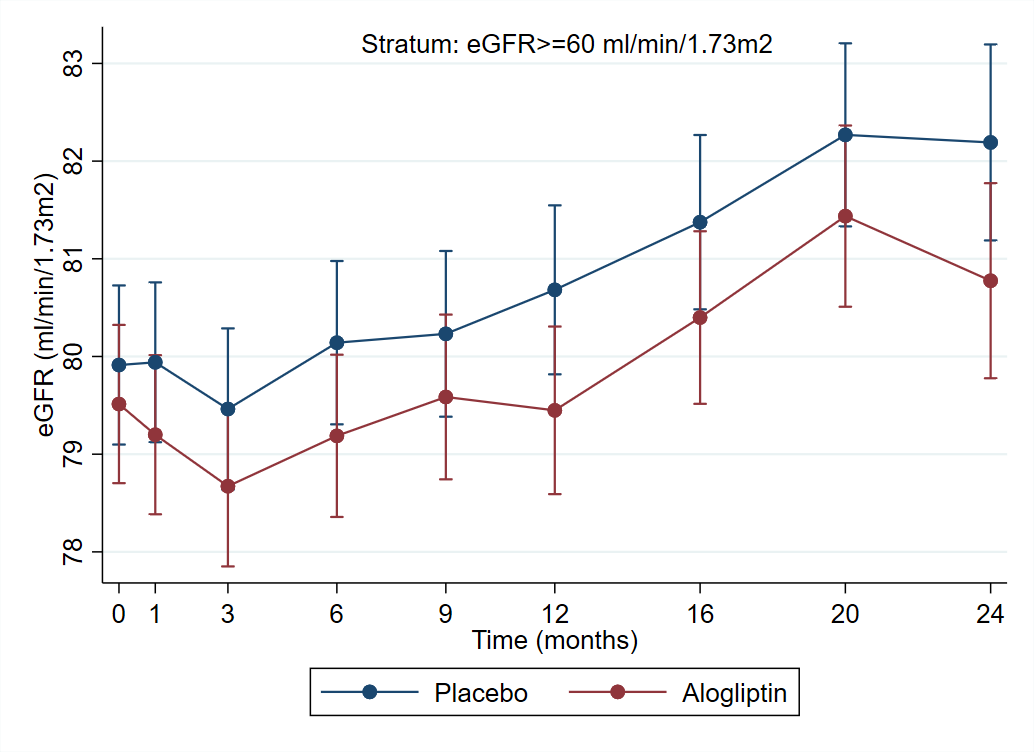 Stratum: eGFR>=60 ml/min/1.73m2
eGFR (ml/min/1.73m2)
83
82
81
80
79
78
0 1 3 6 9 12 16 20 24
Time (months)
Placebo Alogliptin